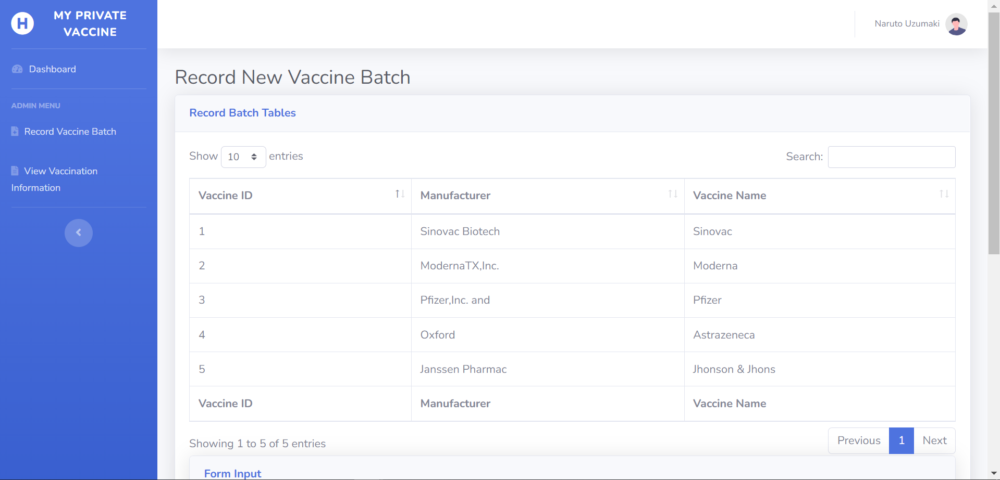 H
MY PRIVATE
VACCINE
Naruto Uzumaki
Dashboard
ADMIN MENU
Record Vaccine Batch
View Vaccination
Information
Record New Vaccine Batch
Record Batch Tables
Show 10 entries
Search:
Vaccine ID Manufacturer Vaccine Name
1 Sinovac Biotech Sinovac
2 ModernaTX,Inc. Moderna
3 Pfizer,Inc. and Pfizer
4 Oxford Astrazeneca
5 Janssen Pharmac Jhonson & Jhons
Vaccine ID Manufacturer Vaccine Name
Showing 1 to 5 of 5 entries
Previous 1 Next
Form Input